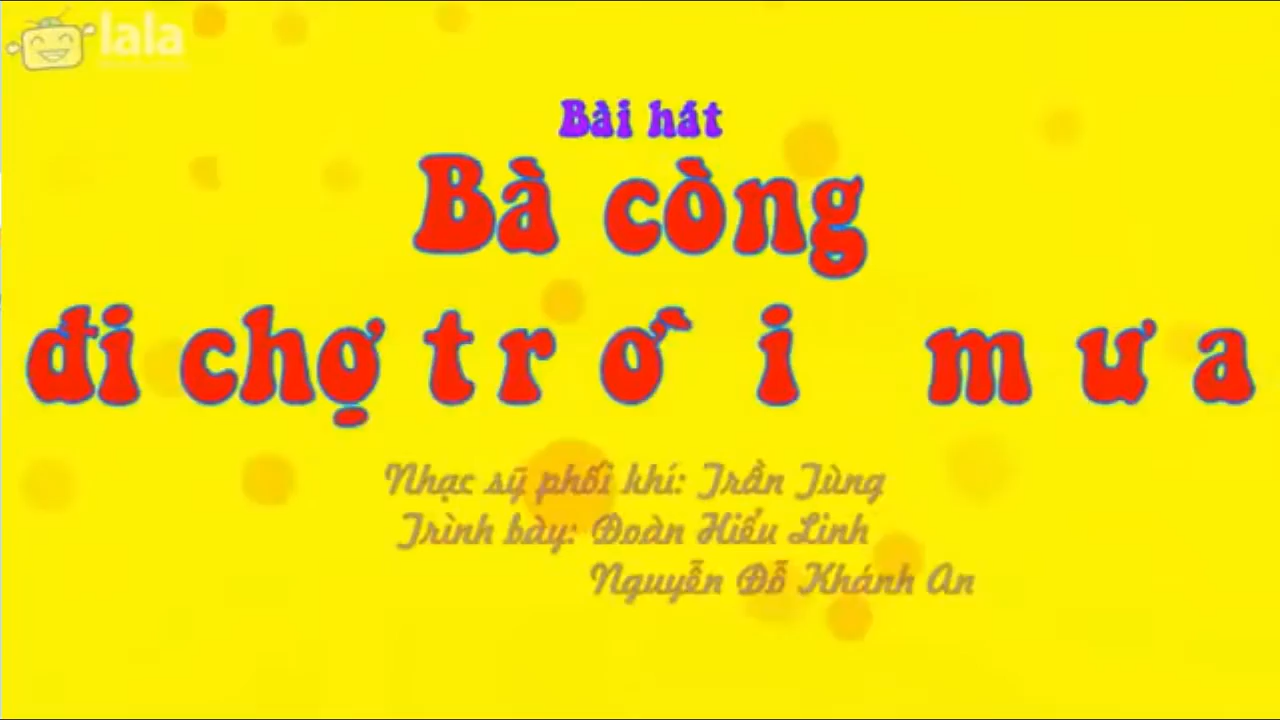 lala
Bài hát
Bà còng
đi chợ trời mưa
Nhạc sỹ phối khí: Trần Tùng
Trình bày: Đoàn Hiểu Linh
Nguyễn Đỗ Khánh An